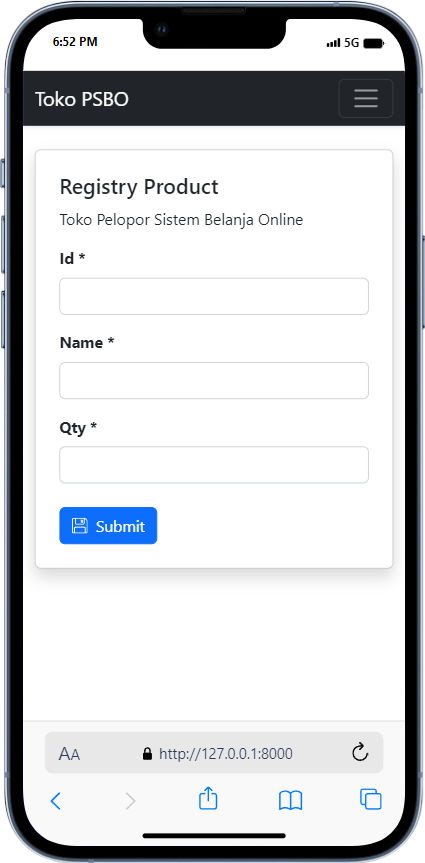 6:52 PM
5G
Toko PSBO
Registry Product
Toko Pelopor Sistem Belanja Online
Id *
Name *
Qty *
Submit
AA
http://127.0.0.1:8000